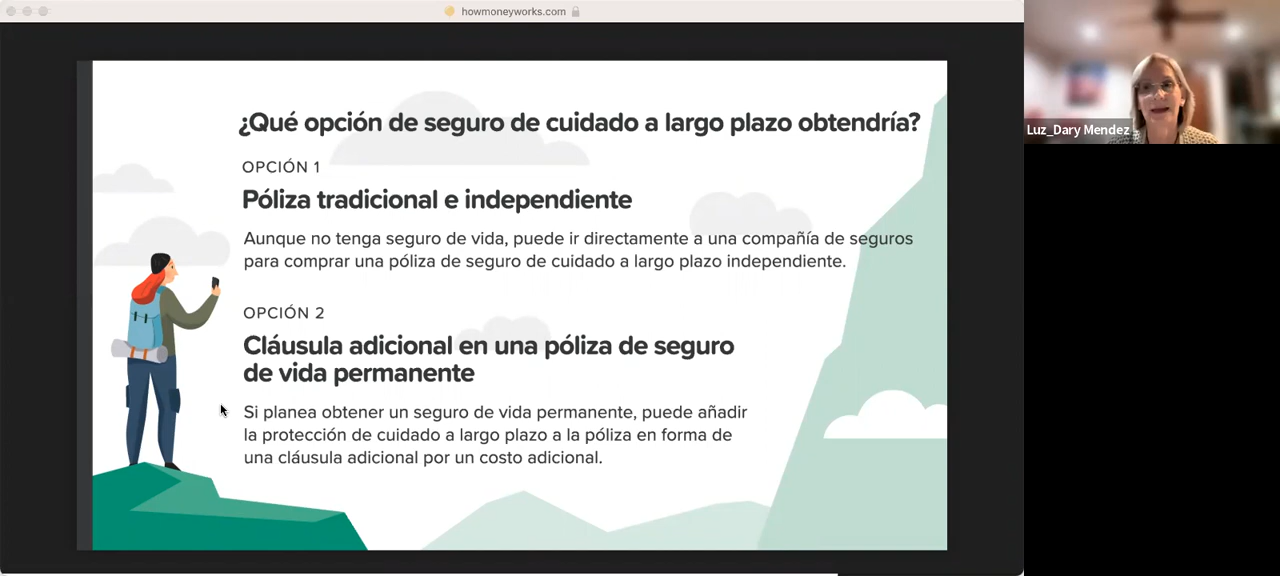 howmoneyworks.com
¿Qué opción de seguro de cuidado a largo plazo obtendría?
OPCIÓN 1
Póliza tradicional e independiente
Aunque no tenga seguro de vida, puede ir directamente a una compañía de seguros
para comprar una póliza de seguro de cuidado a largo plazo independiente.
OPCIÓN 2
Cláusula adicional en una póliza de seguro
de vida permanente
Si planea obtener un seguro de vida permanente, puede añadir
la protección de cuidado a largo plazo a la póliza en forma de
una cláusula adicional por un costo adicional.
Luz_Dary Mendez